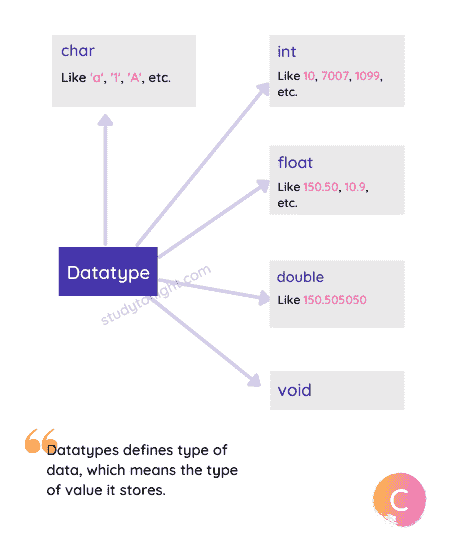 char
Like 'a', '1', 'A', etc.
int
Like 10, 7007, 1099,
etc.
float
Like 150.50, 10.9,
etc.
Datatype
studytonight.com
double
Like 150.505050
void
Datatypes defines type of
data, which means the type
of value it stores.
C